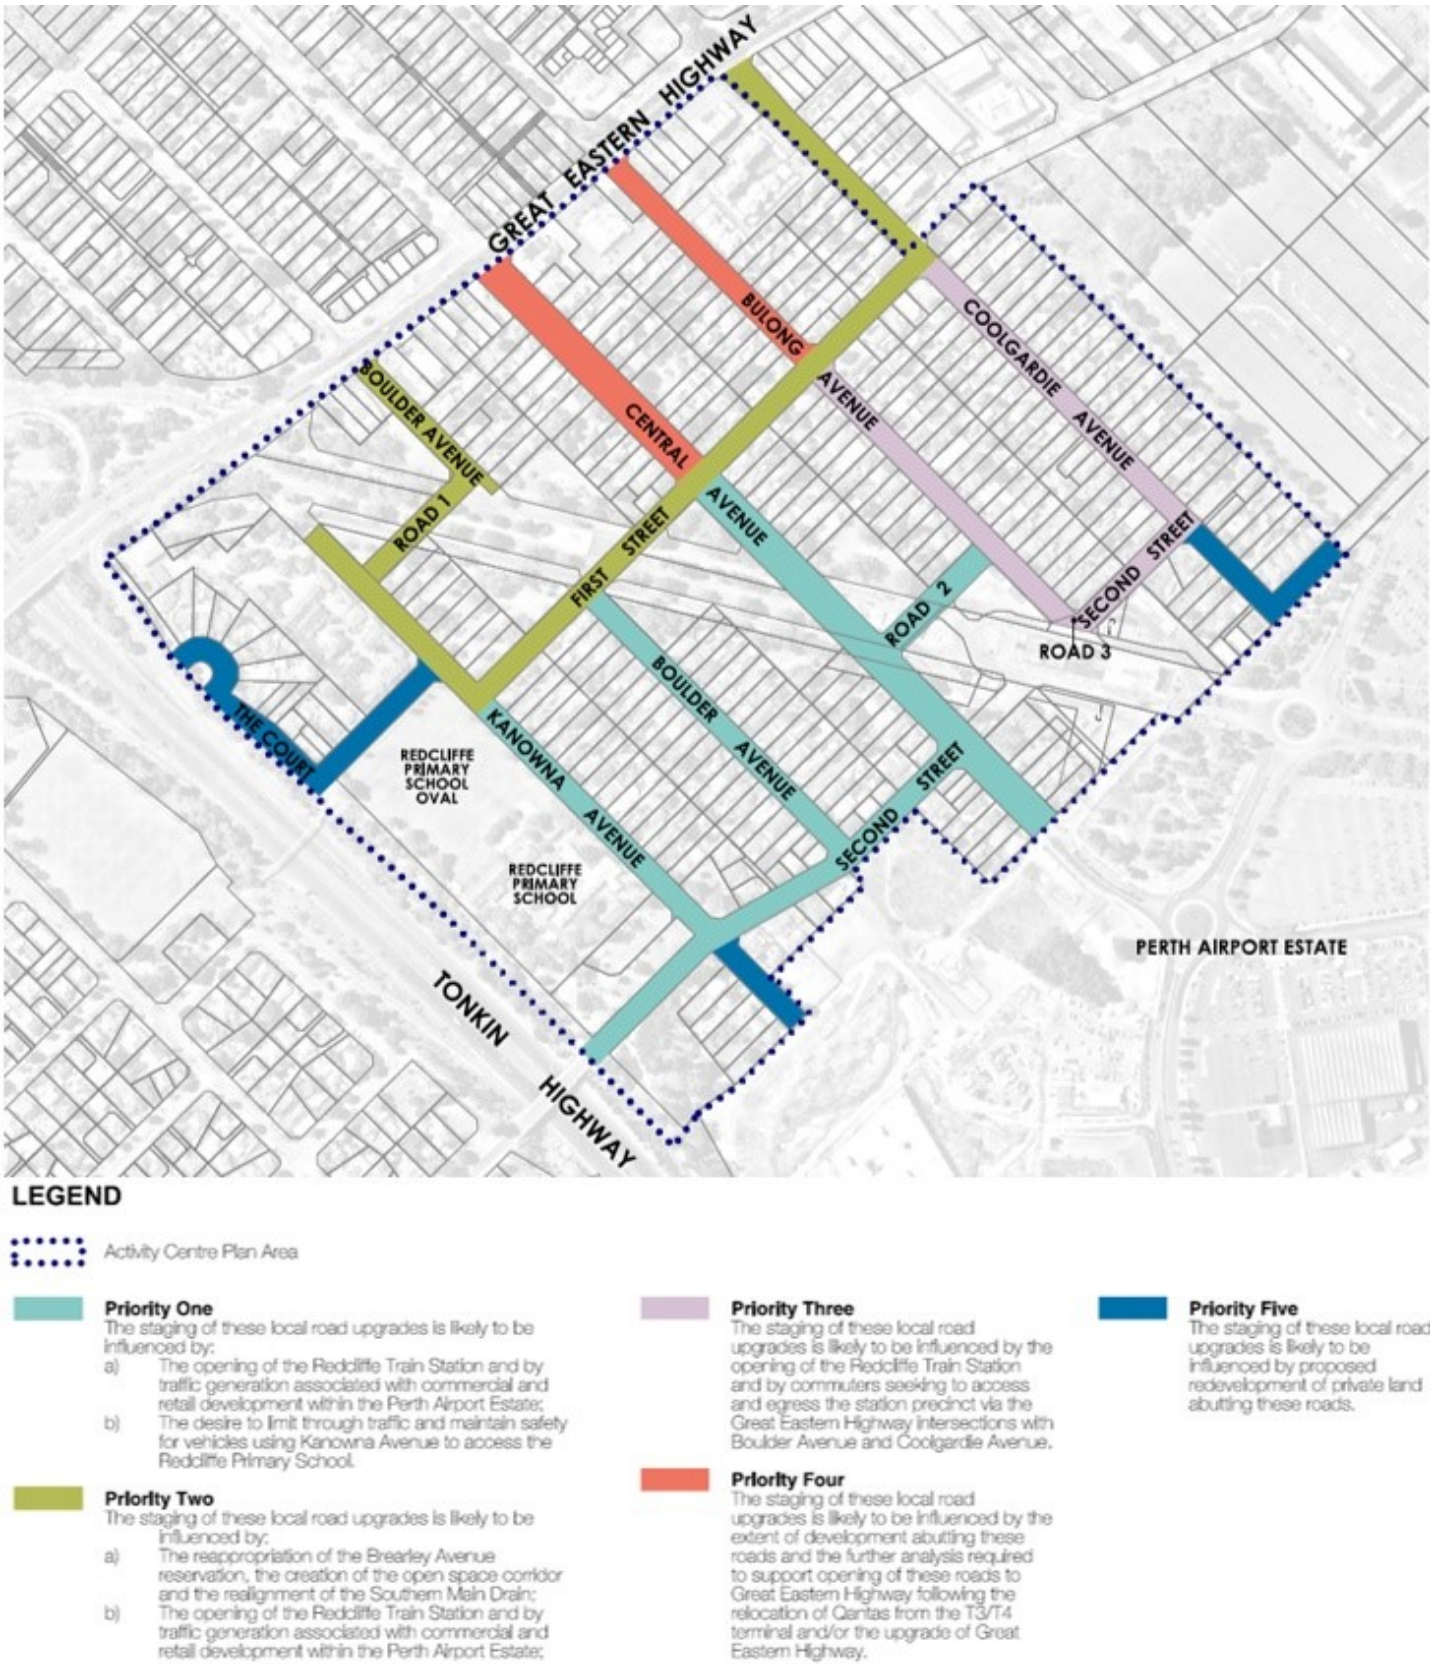 GREAT EASTERN HIGHWAY
BULONG
AVENUE
COOLGARDIE AVENUE
BOULDER AVENUE
CENTRAL
AVENUE
ROAD 1
FIRST STREET
SECOND STREET
ROAD 2
ROAD 3
THE COURT
BOULDER AVENUE
KANOWNA AVENUE
SECOND STREET
REDCLIFFE
PRIMARY
SCHOOL
OVAL
REDCLIFFE
PRIMARY
SCHOOL
PERTH AIRPORT ESTATE
TONKIN HIGHWAY
LEGEND
Activity Centre Plan Area
Priority One
The staging of these local road upgrades is likely to be
influenced by:
a) The opening of the Redcliffe Train Station and by
traffic generation associated with commercial and
retail development within the Perth Airport Estate;
b) The desire to limit through traffic and maintain safety
for vehicles using Kanowna Avenue to access the
Redcliffe Primary School.
Priority Two
The staging of these local road upgrades is likely to be
influenced by:
a) The reappropriation of the Brearley Avenue
reservation, the creation of the open space corridor
and the realignment of the Southern Main Drain;
b) The opening of the Redcliffe Train Station and by
traffic generation associated with commercial and
retail development within the Perth Airport Estate;
Priority Three
The staging of these local road
upgrades is likely to be influenced by the
opening of the Redcliffe Train Station
and by commuters seeking to access
and egress the station precinct via the
Great Eastern Highway intersections with
Boulder Avenue and Coolgardie Avenue.
Priority Four
The staging of these local road
upgrades is likely to be influenced by the
extent of development abutting these
roads and the further analysis required
to support opening of these roads to
Great Eastern Highway following the
relocation of Qantas from the T3/T4
terminal and/or the upgrade of Great
Eastern Highway.
Priority Five
The staging of these local road
upgrades is likely to be
influenced by proposed
redevelopment of private land
abutting these roads.